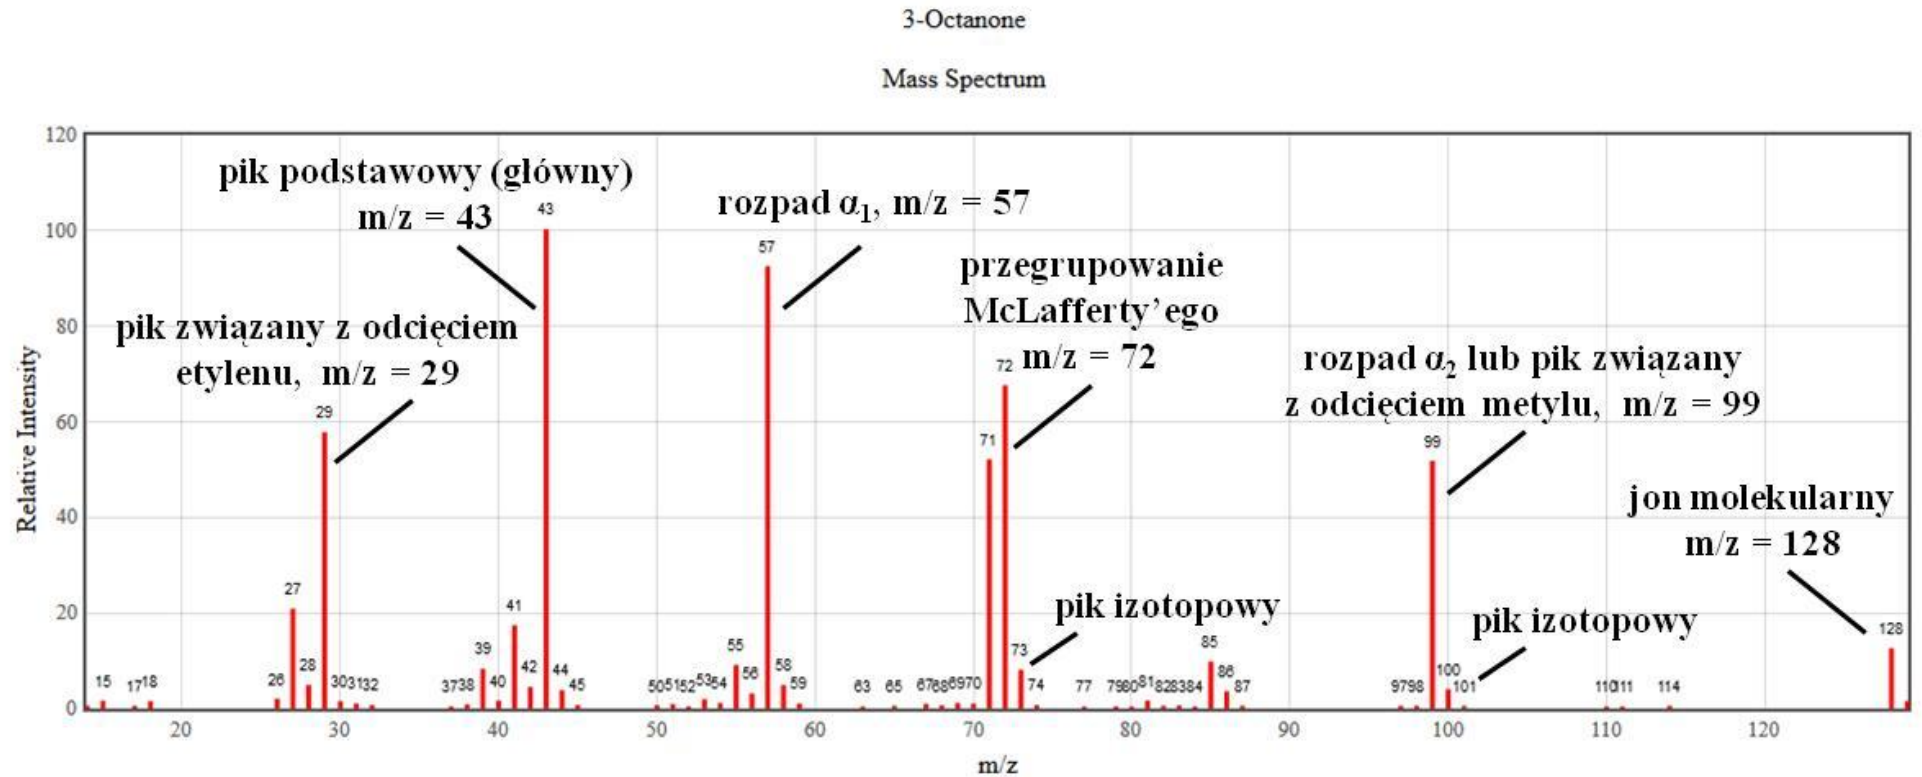 3-Octanone
Mass Spectrum
120
100
80
60
40
20
0
Relative Intensity
pik podstawowy (główny)
m/z = 43
43
rozpad α₁, m/z = 57
57
przegrupowanie
McLafferty’ego
m/z = 72
72
71
pik związany z odcięciem
etylenu, m/z = 29
29
rozpad α₂ lub pik związany
z odcięciem metylu, m/z = 99
99
jon molekularny
m/z = 128
128
pik izotopowy
73
pik izotopowy
100
101
15 17 18 26 27 28 30 31 32 37 38 39 40 41 42 44 45 50 51 52 53 54 55 56 58 59 63 65 67 68 69 70 74 77 79 80 81 82 83 84 85 86 87 97 98 110 111 114
20 30 40 50 60 70 80 90 100 110 120
m/z